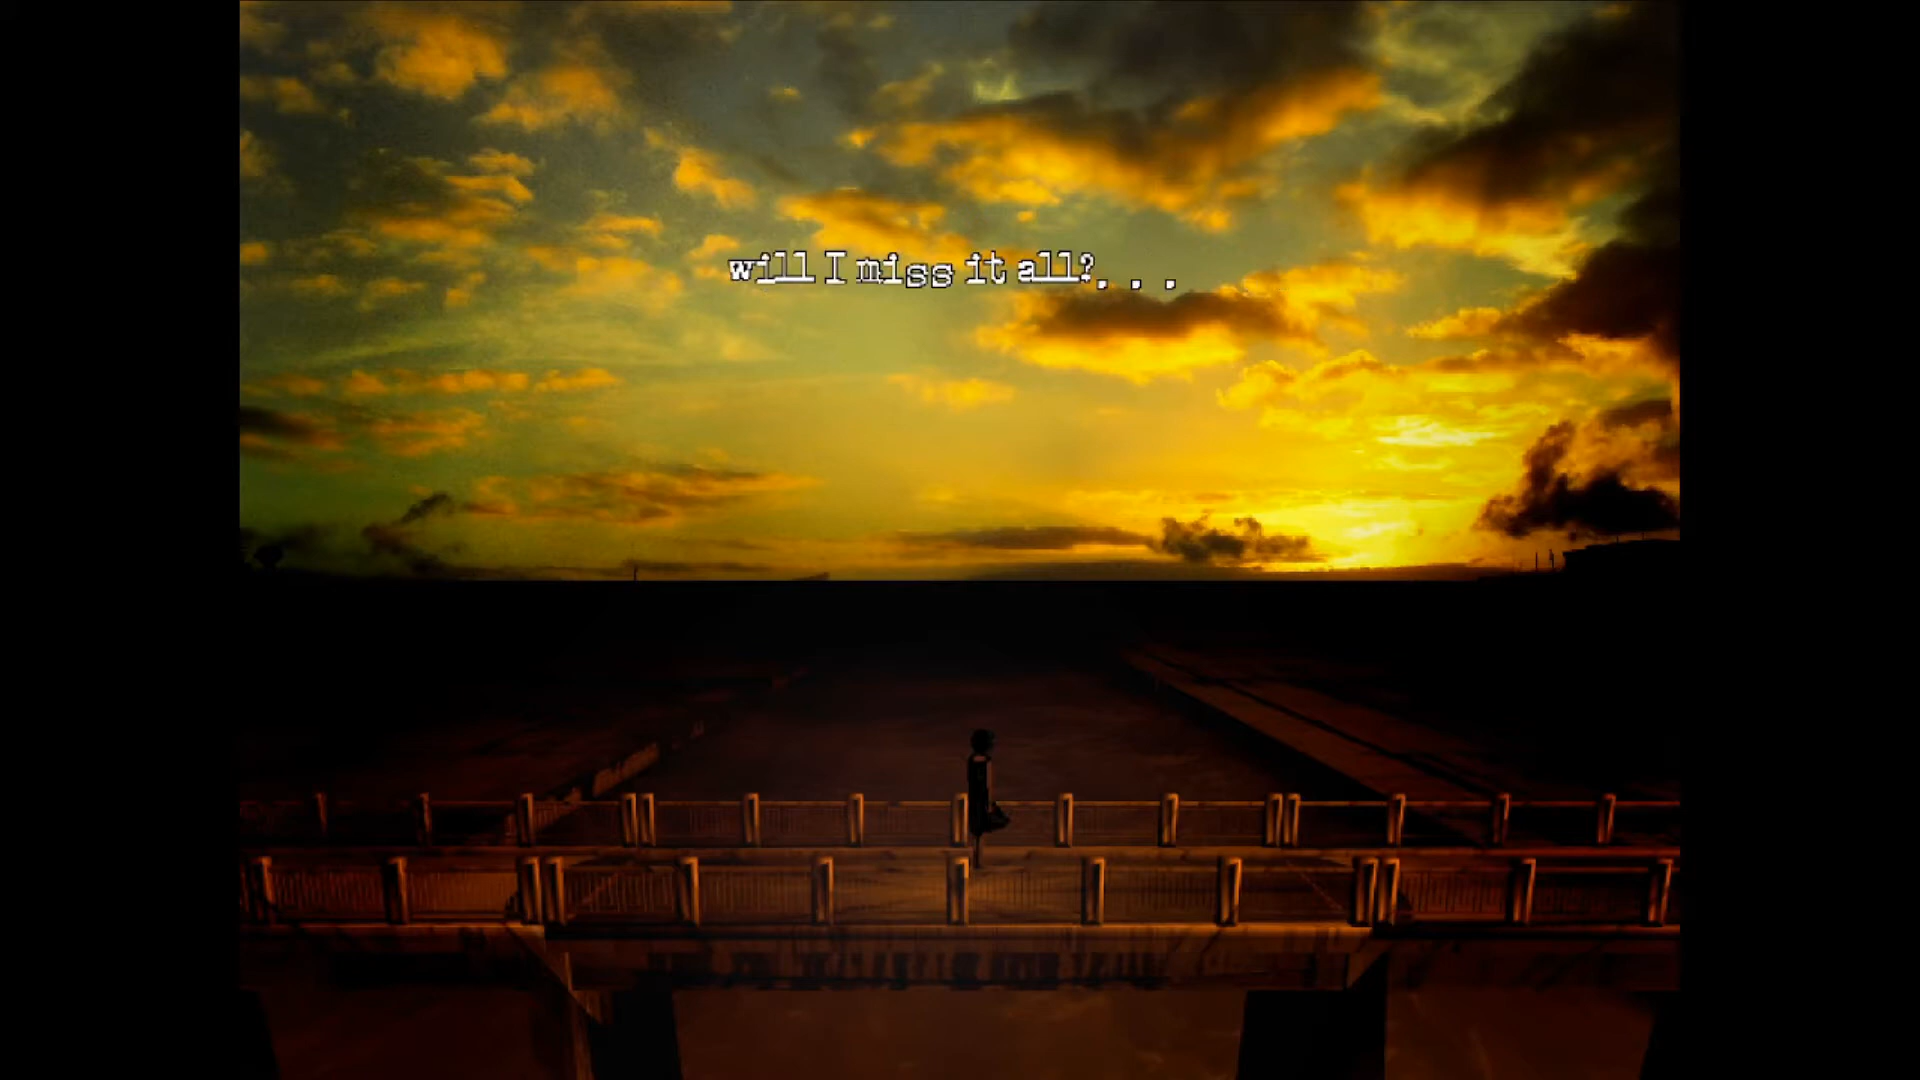 will I miss it all?. . .